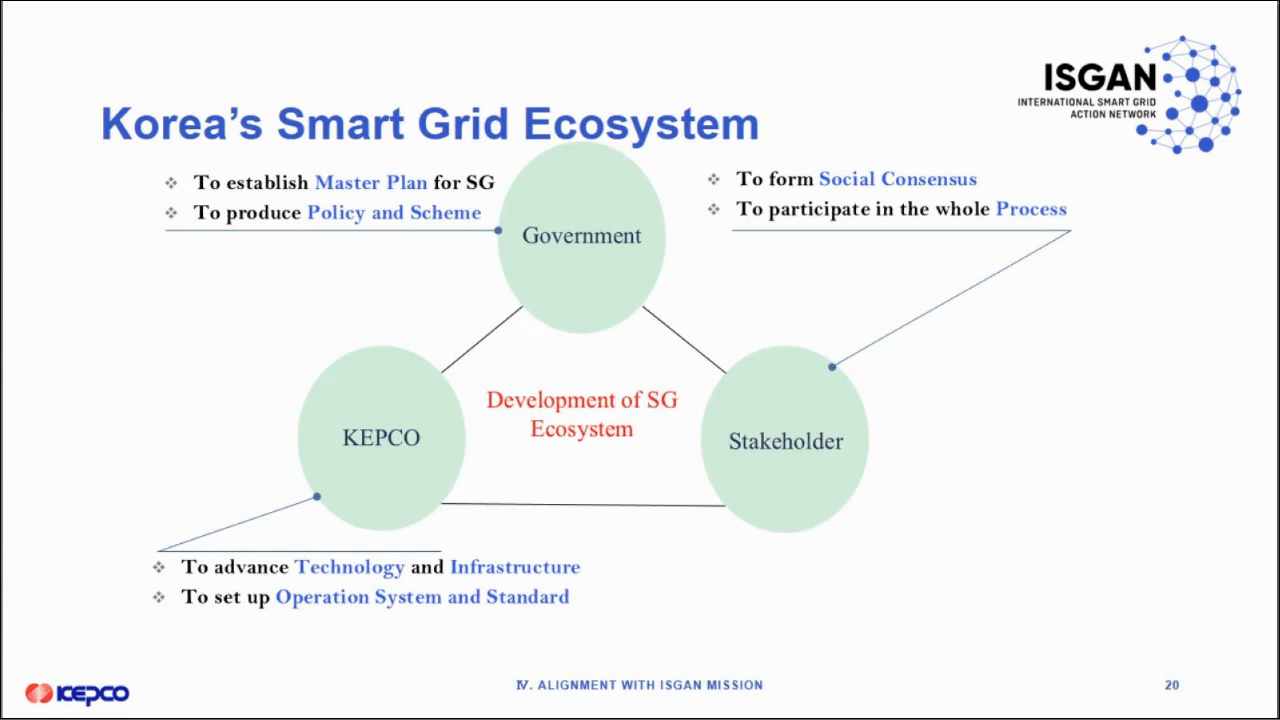 ISGAN
INTERNATIONAL SMART GRID
ACTION NETWORK
Korea's Smart Grid Ecosystem
❖ To establish Master Plan for SG
❖ To produce Policy and Scheme
❖ To form Social Consensus
❖ To participate in the whole Process
Government
Development of SG
Ecosystem
KEPCO
Stakeholder
❖ To advance Technology and Infrastructure
❖ To set up Operation System and Standard
KEPCO
Ⅳ. ALIGNMENT WITH ISGAN MISSION
20